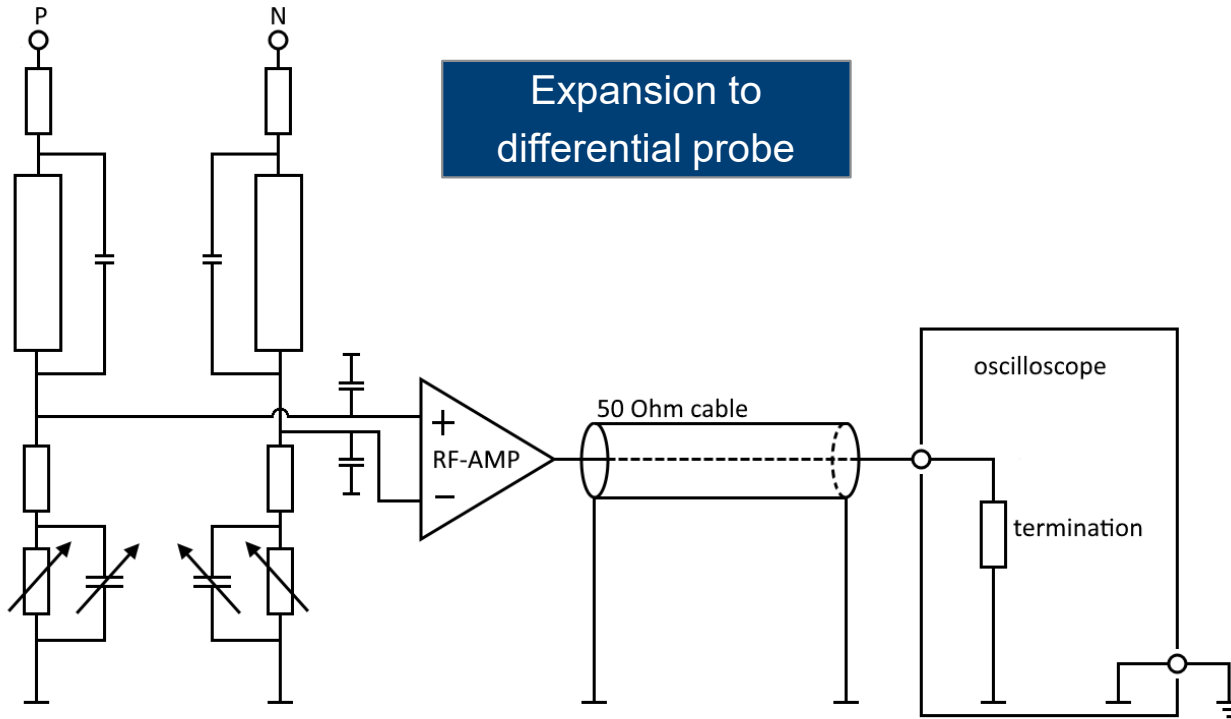 P
N
Expansion to
differential probe
oscilloscope
50 Ohm cable
+
RF-AMP
−
termination